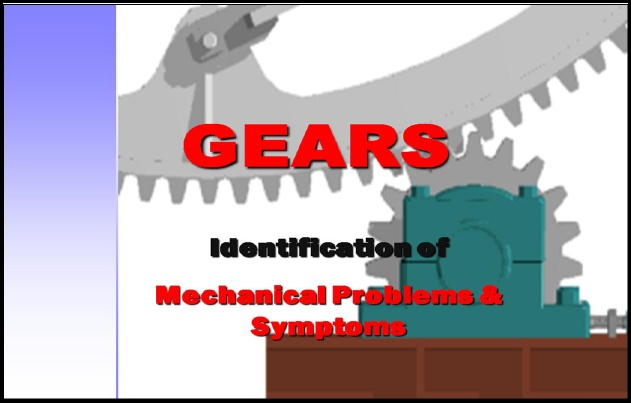 GEARS
Identification of
Mechanical Problems &
Symptoms